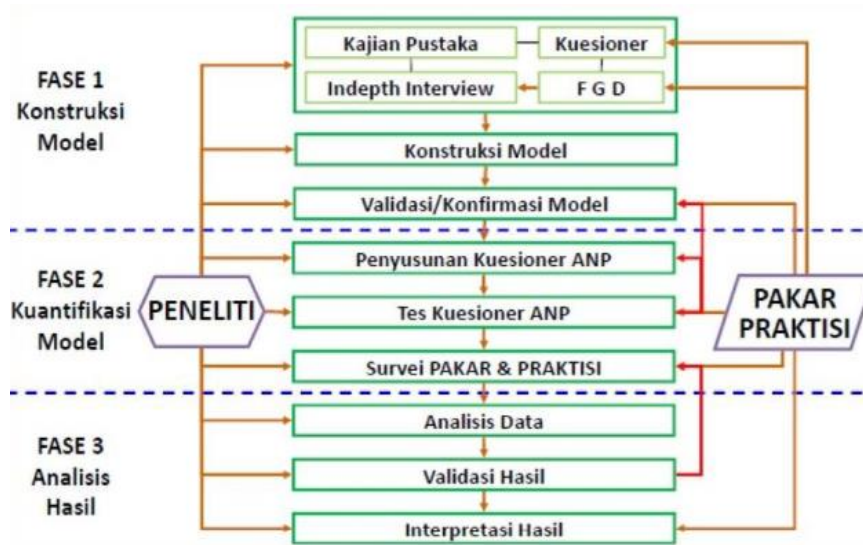 FASE 1
Konstruksi
Model
Kajian Pustaka
Kuesioner
Indepth Interview
F G D
Konstruksi Model
Validasi/Konfirmasi Model
FASE 2
Kuantifikasi
Model
PENELITI
Penyusunan Kuesioner ANP
Tes Kuesioner ANP
Survei PAKAR & PRAKTISI
PAKAR
PRAKTISI
FASE 3
Analisis
Hasil
Analisis Data
Validasi Hasil
Interpretasi Hasil